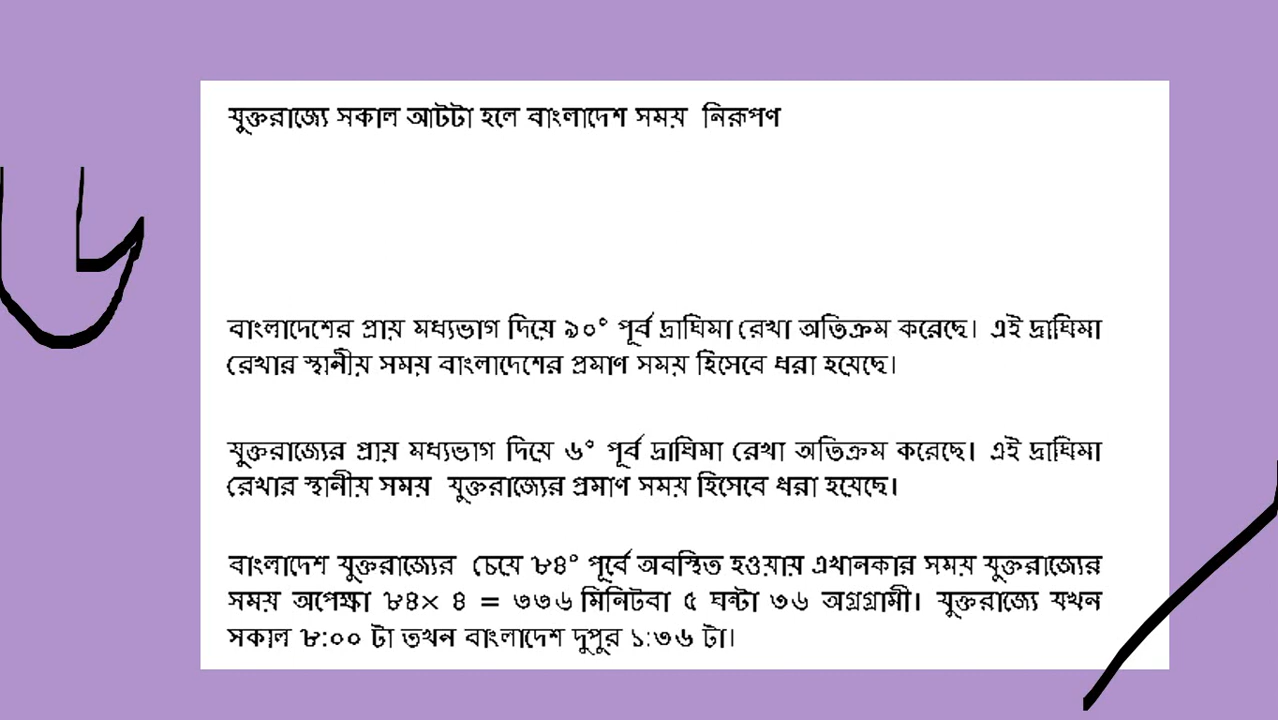 যুক্তরাজ্যে সকাল আটটা হলে বাংলাদেশ সময় নিরূপণ
বাংলাদেশের প্রায় মধ্যভাগ দিয়ে ৯০° পূর্ব দ্রাঘিমা রেখা অতিক্রম করেছে। এই দ্রাঘিমা
রেখার স্থানীয় সময় বাংলাদেশের প্রমাণ সময় হিসেবে ধরা হয়েছে।
যুক্তরাজ্যের প্রায় মধ্যভাগ দিয়ে ৬° পূর্ব দ্রাঘিমা রেখা অতিক্রম করেছে। এই দ্রাঘিমা
রেখার স্থানীয় সময় যুক্তরাজ্যের প্রমাণ সময় হিসেবে ধরা হয়েছে।
বাংলাদেশ যুক্তরাজ্যের চেয়ে ৮৪° পূর্বে অবস্থিত হওয়ায় এখানকার সময় যুক্তরাজ্যের
সময় অপেক্ষা ৮৪× ৪ = ৩৩৬ মিনিটবা ৫ ঘন্টা ৩৬ অগ্রগ্রামী। যুক্তরাজ্যে যখন
সকাল ৮:০০ টা তখন বাংলাদেশ দুপুর ১:৩৬ টা।